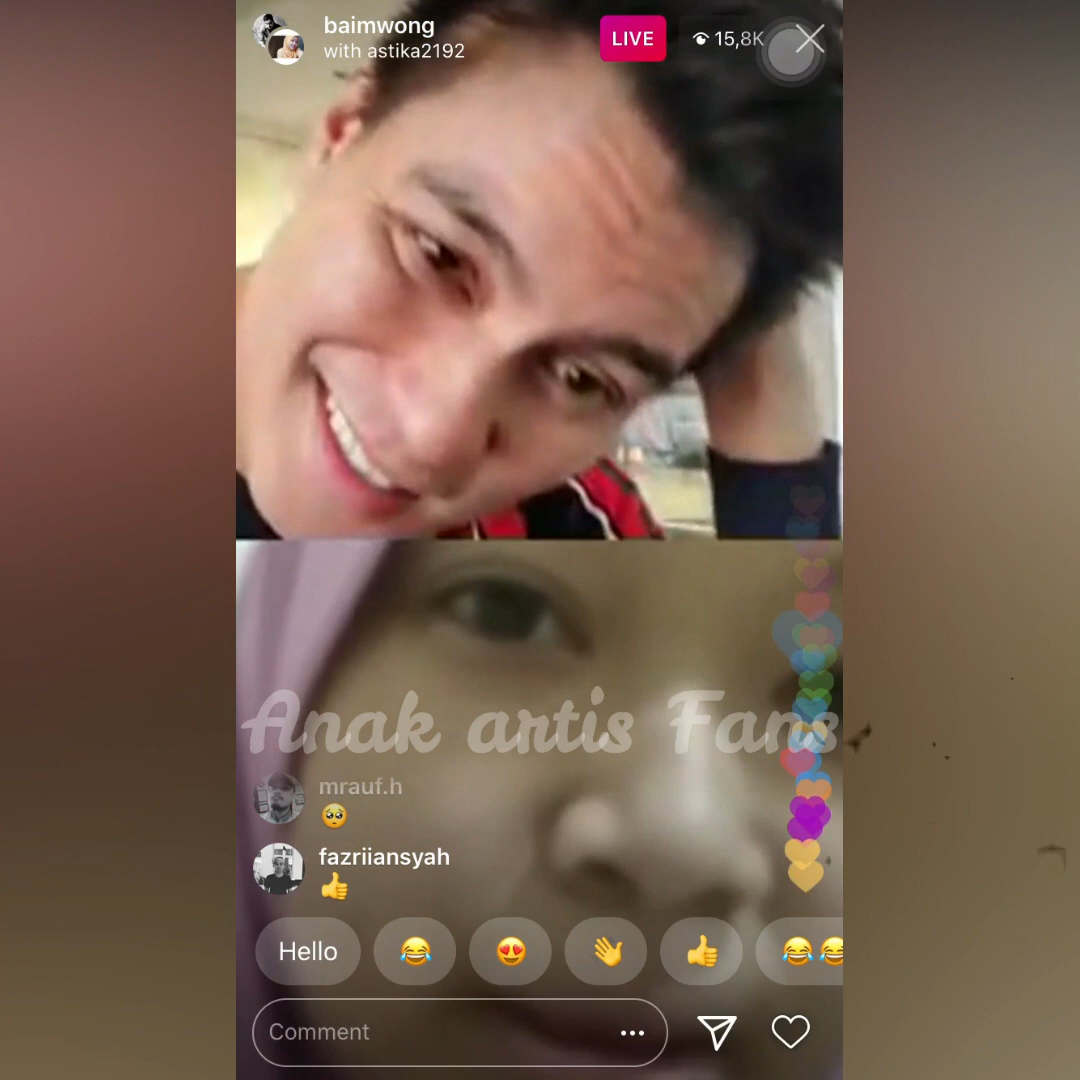 baimwong
with astika2192
LIVE
15,8K
Anak artis Fans
mrauf.h
🥺
fazriiansyah
👍
Hello 😂 😍 👋 👍 😂😂
Comment